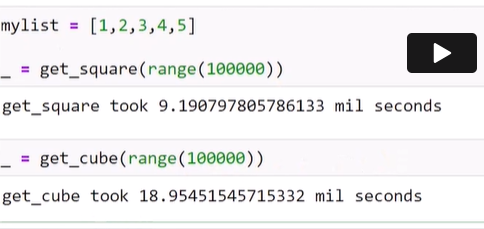 mylist = [1,2,3,4,5]
_ = get_square(range(100000))
get_square took 9.190797805786133 mil seconds
_ = get_cube(range(100000))
get_cube took 18.95451545715332 mil seconds